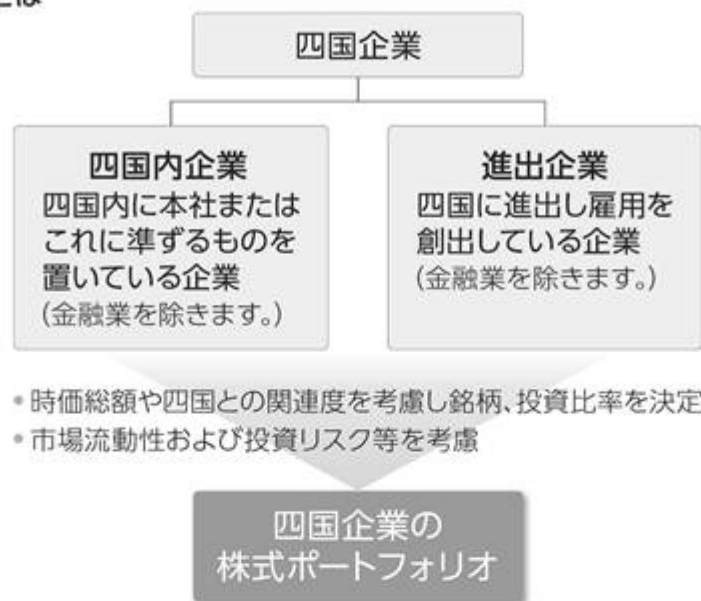 とは
四国企業
四国内企業
四国内に本社または
これに準ずるものを
置いている企業
(金融業を除きます。)
進出企業
四国に進出し雇用を
創出している企業
(金融業を除きます。)
•時価総額や四国との関連度を考慮し銘柄、投資比率を決定
•市場流動性および投資リスク等を考慮
四国企業の
株式ポートフォリオ